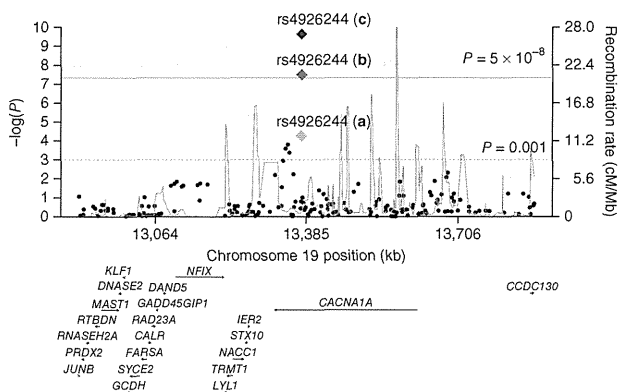 rs4926244 (c)
rs4926244 (b)
rs4926244 (a)
P = 5 × 10⁻⁸
P = 0.001
–log(P)
10
9
8
7
6
5
4
3
2
1
0
Recombination rate (cM/Mb)
28.0
22.4
16.8
11.2
5.6
0
13,064 13,385 13,706
Chromosome 19 position (kb)
KLF1 NFIX
DNASE2 DAND5 CCDC130
MAST1 GADD45GIP1 CACNA1A
RTBDN RAD23A IER2
RNASEH2A CALR STX10
PRDX2 FARSA NACC1
JUNB SYCE2 TRMT1
GCDH LYL1